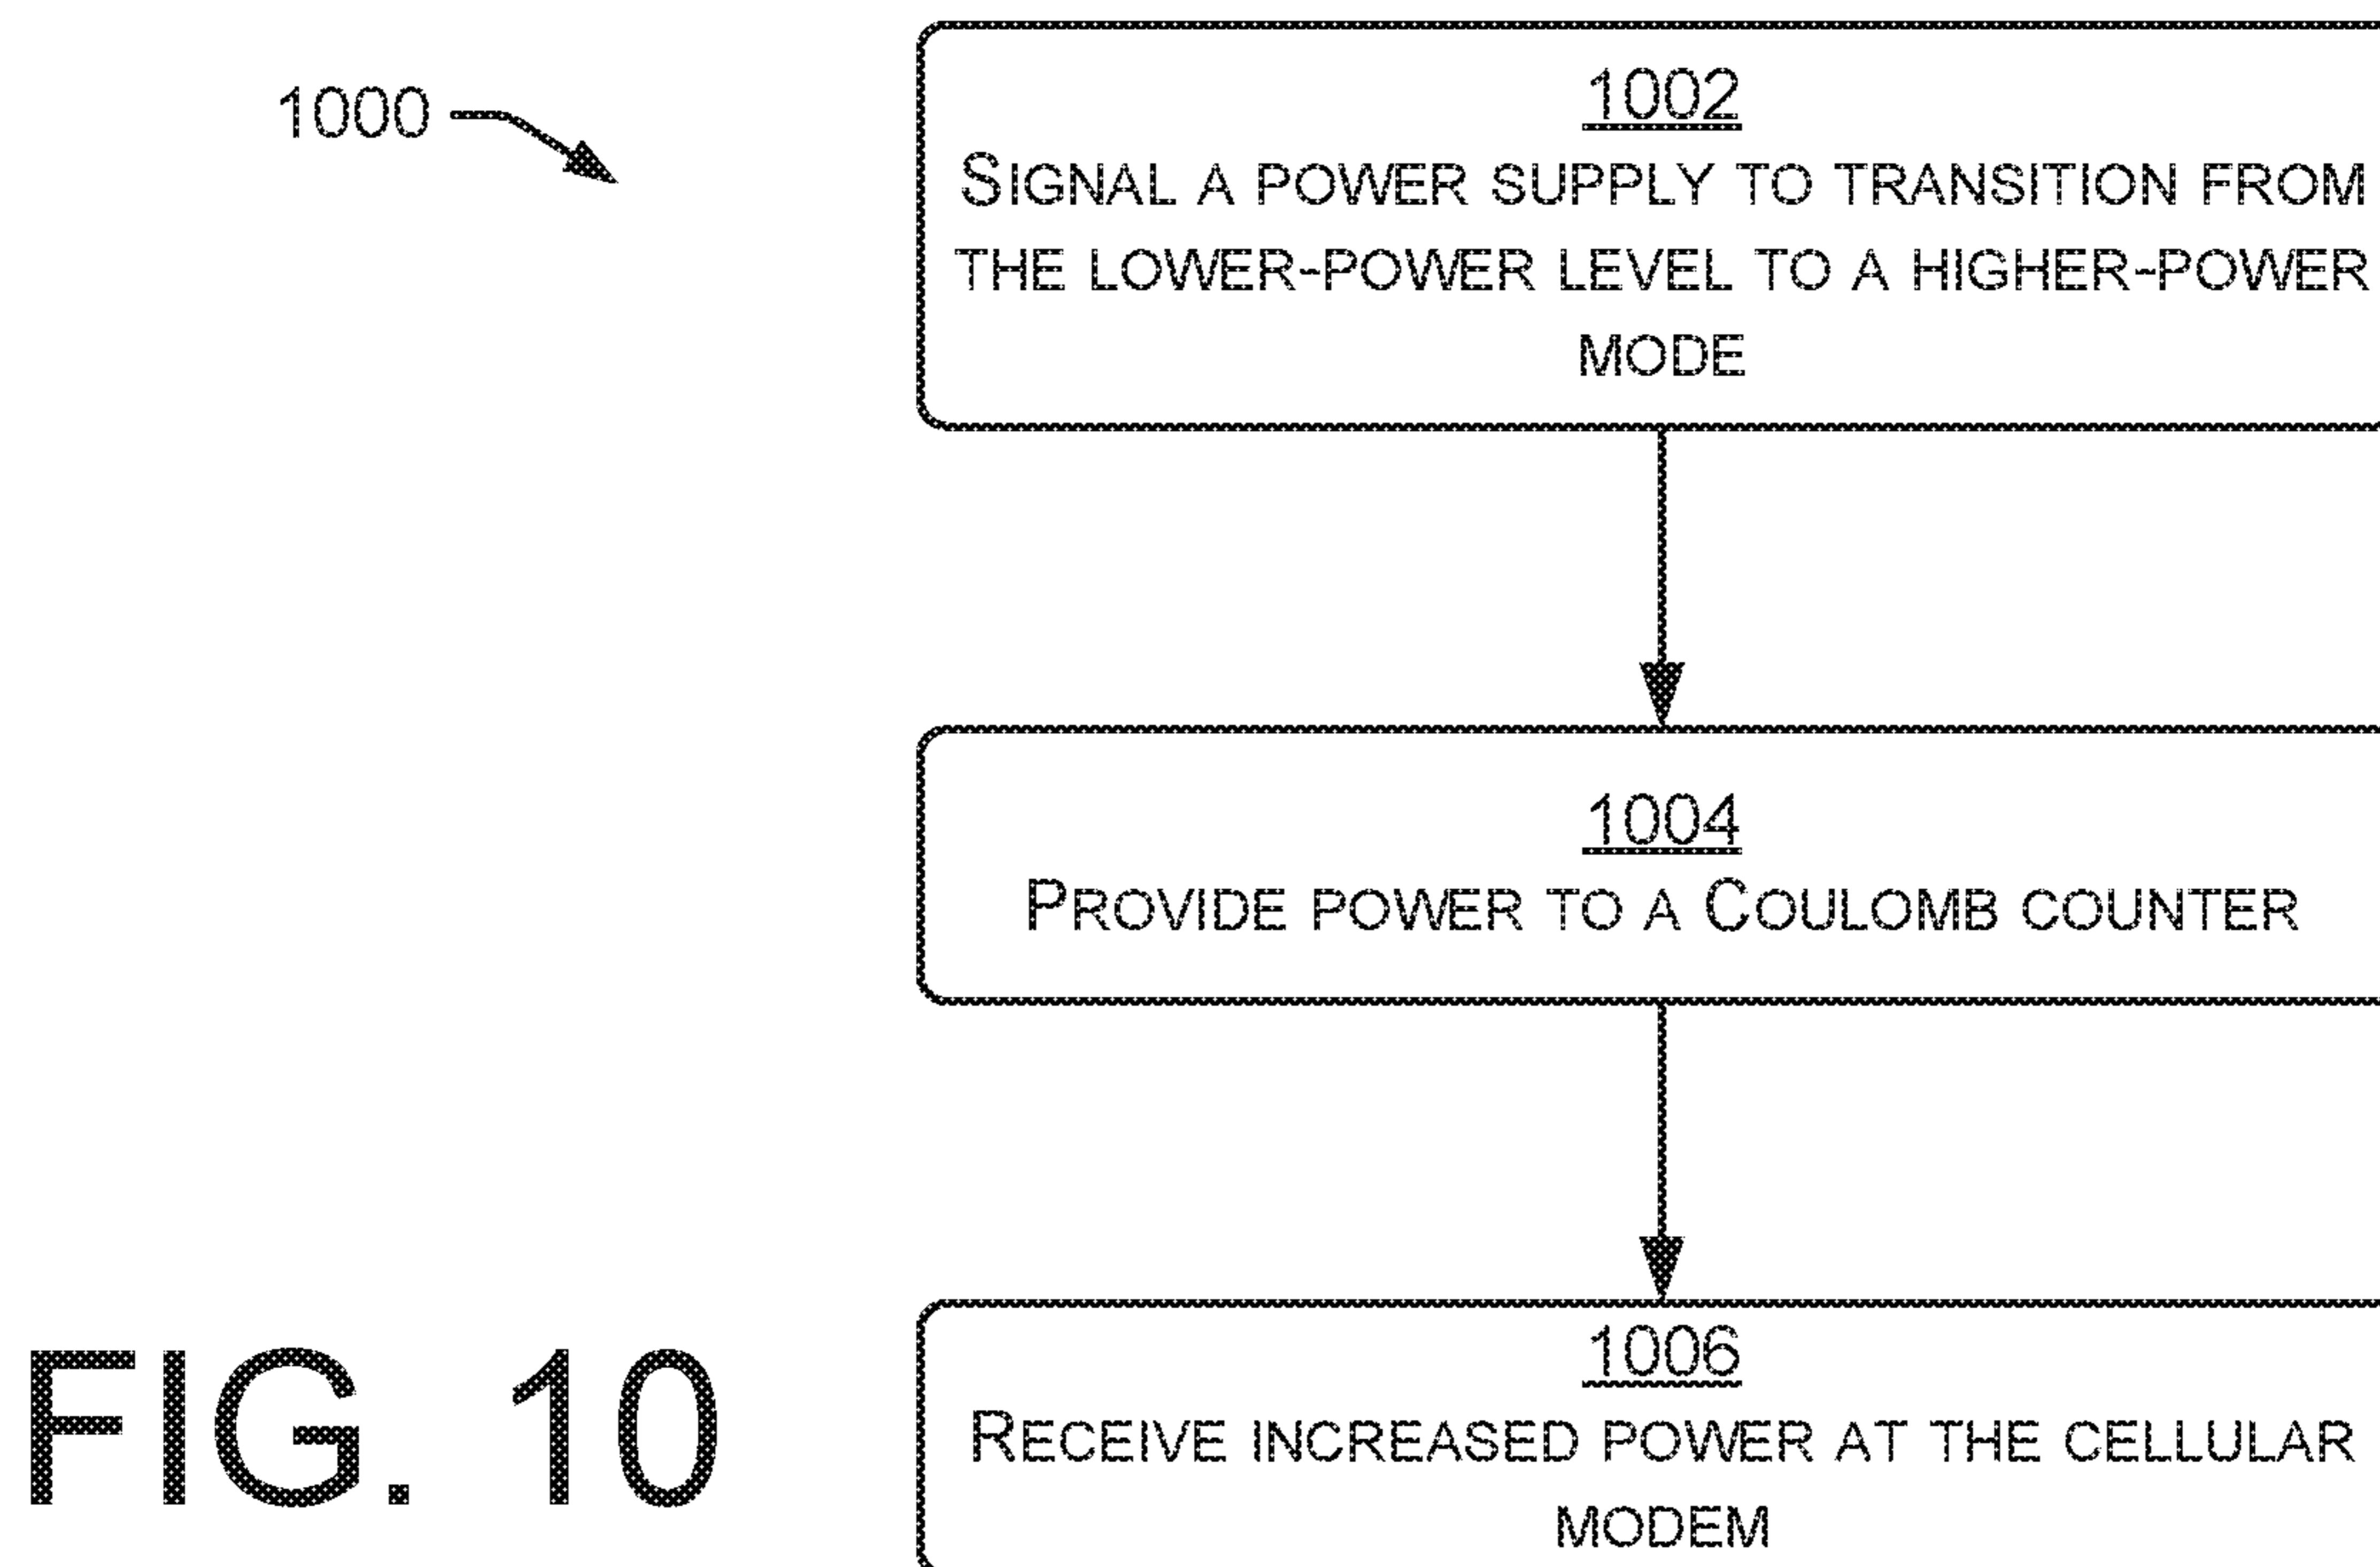 1000
1002
SIGNAL A POWER SUPPLY TO TRANSITION FROM
THE LOWER-POWER LEVEL TO A HIGHER-POWER
MODE
1004
PROVIDE POWER TO A COULOMB COUNTER
1006
RECEIVE INCREASED POWER AT THE CELLULAR
MODEM
FIG. 10